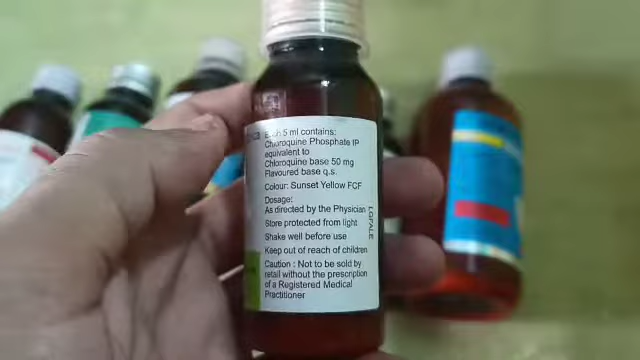 Each 5 ml contains:
Chloroquine Phosphate IP
equivalent to
Chloroquine base 50 mg
Flavoured base q.s.
Colour: Sunset Yellow FCF
Dosage:
As directed by the Physician
Store protected from light
Shake well before use
Keep out of reach of children
Caution : Not to be sold by
retail without the prescription
of a Registered Medical
Practitioner